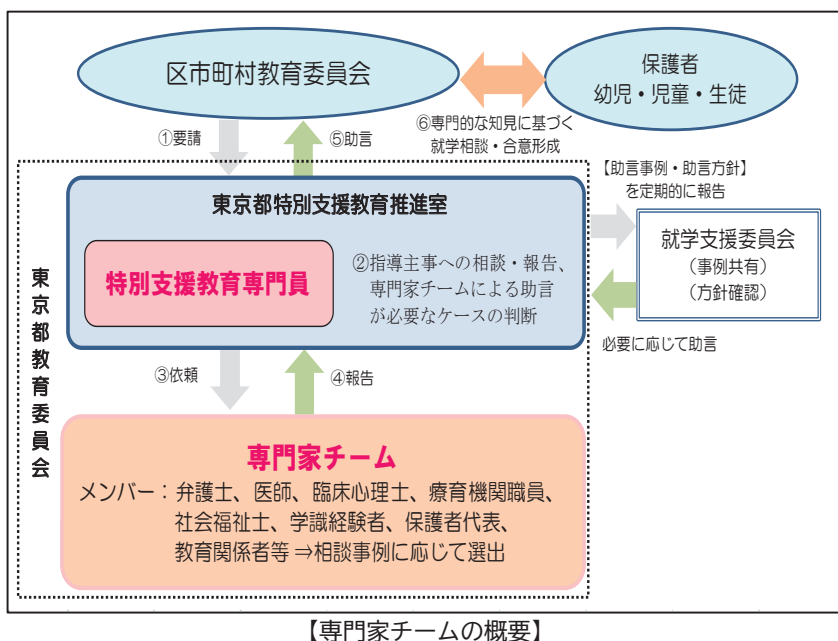 区市町村教育委員会
保護者
幼児・児童・生徒
①要請
⑤助言
⑥専門的な知見に基づく
就学相談・合意形成
東京都教育委員会
東京都特別支援教育推進室
特別支援教育専門員
②指導主事への相談・報告、
専門家チームによる助言
が必要なケースの判断
【助言事例・助言方針】
を定期的に報告
就学支援委員会
（事例共有）
（方針確認）
必要に応じて助言
③依頼
④報告
専門家チーム
メンバー：弁護士、医師、臨床心理士、療育機関職員、
社会福祉士、学識経験者、保護者代表、
教育関係者等 ⇒相談事例に応じて選出
【専門家チームの概要】